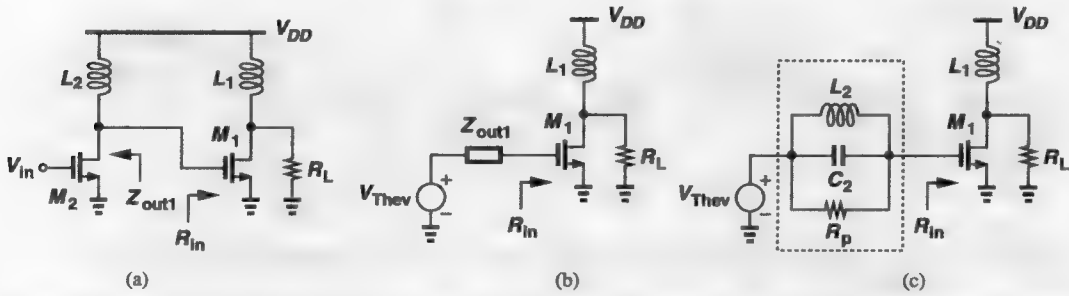 V_DD
L_2
L_1
M_1
V_in
M_2
Z_out1
R_in
R_L
(a)
V_DD
L_1
Z_out1
M_1
V_Thev
+
−
R_in
R_L
(b)
V_DD
L_1
L_2
M_1
C_2
V_Thev
+
−
R_p
R_in
R_L
(c)